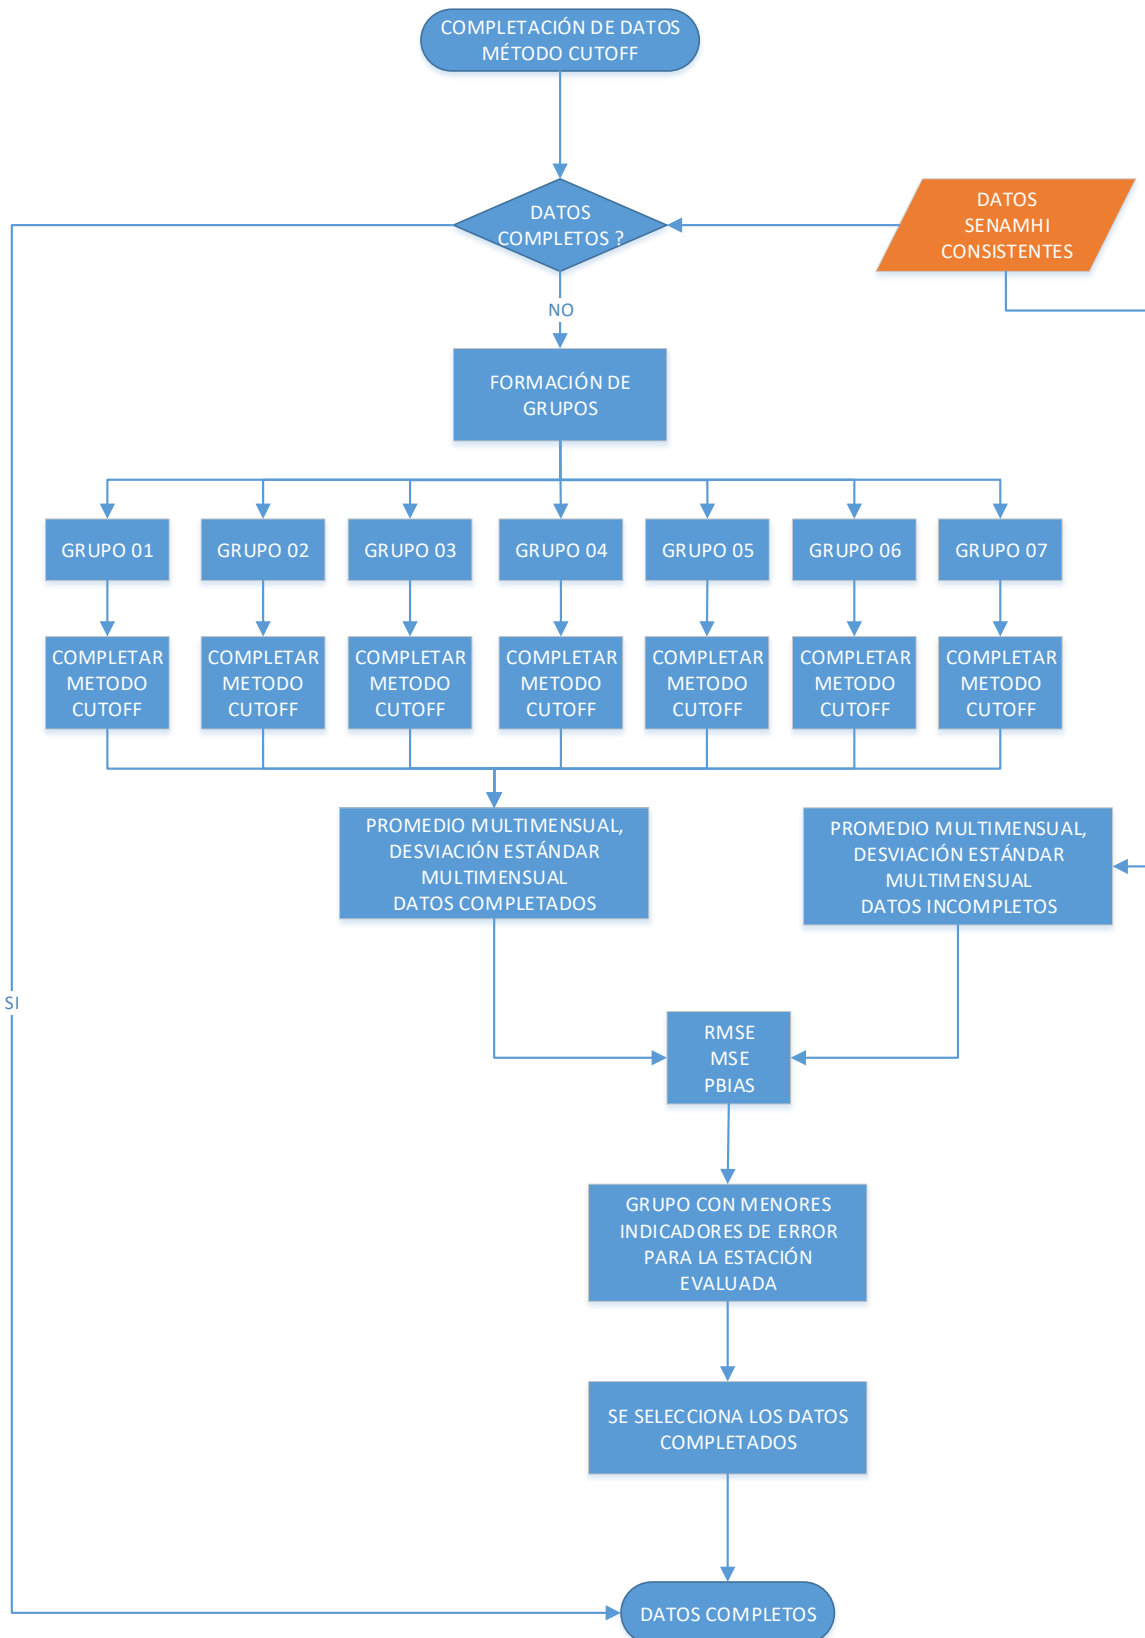 COMPLETACIÓN DE DATOS
MÉTODO CUTOFF
DATOS
COMPLETOS ?
DATOS
SENAMHI
CONSISTENTES
NO
FORMACIÓN DE
GRUPOS
GRUPO 01
GRUPO 02
GRUPO 03
GRUPO 04
GRUPO 05
GRUPO 06
GRUPO 07
COMPLETAR
METODO
CUTOFF
COMPLETAR
METODO
CUTOFF
COMPLETAR
METODO
CUTOFF
COMPLETAR
METODO
CUTOFF
COMPLETAR
METODO
CUTOFF
COMPLETAR
METODO
CUTOFF
COMPLETAR
METODO
CUTOFF
PROMEDIO MULTIMENSUAL,
DESVIACIÓN ESTÁNDAR
MULTIMENSUAL
DATOS COMPLETADOS
PROMEDIO MULTIMENSUAL,
DESVIACIÓN ESTÁNDAR
MULTIMENSUAL
DATOS INCOMPLETOS
SI
RMSE
MSE
PBIAS
GRUPO CON MENORES
INDICADORES DE ERROR
PARA LA ESTACIÓN
EVALUADA
SE SELECCIONA LOS DATOS
COMPLETADOS
DATOS COMPLETOS